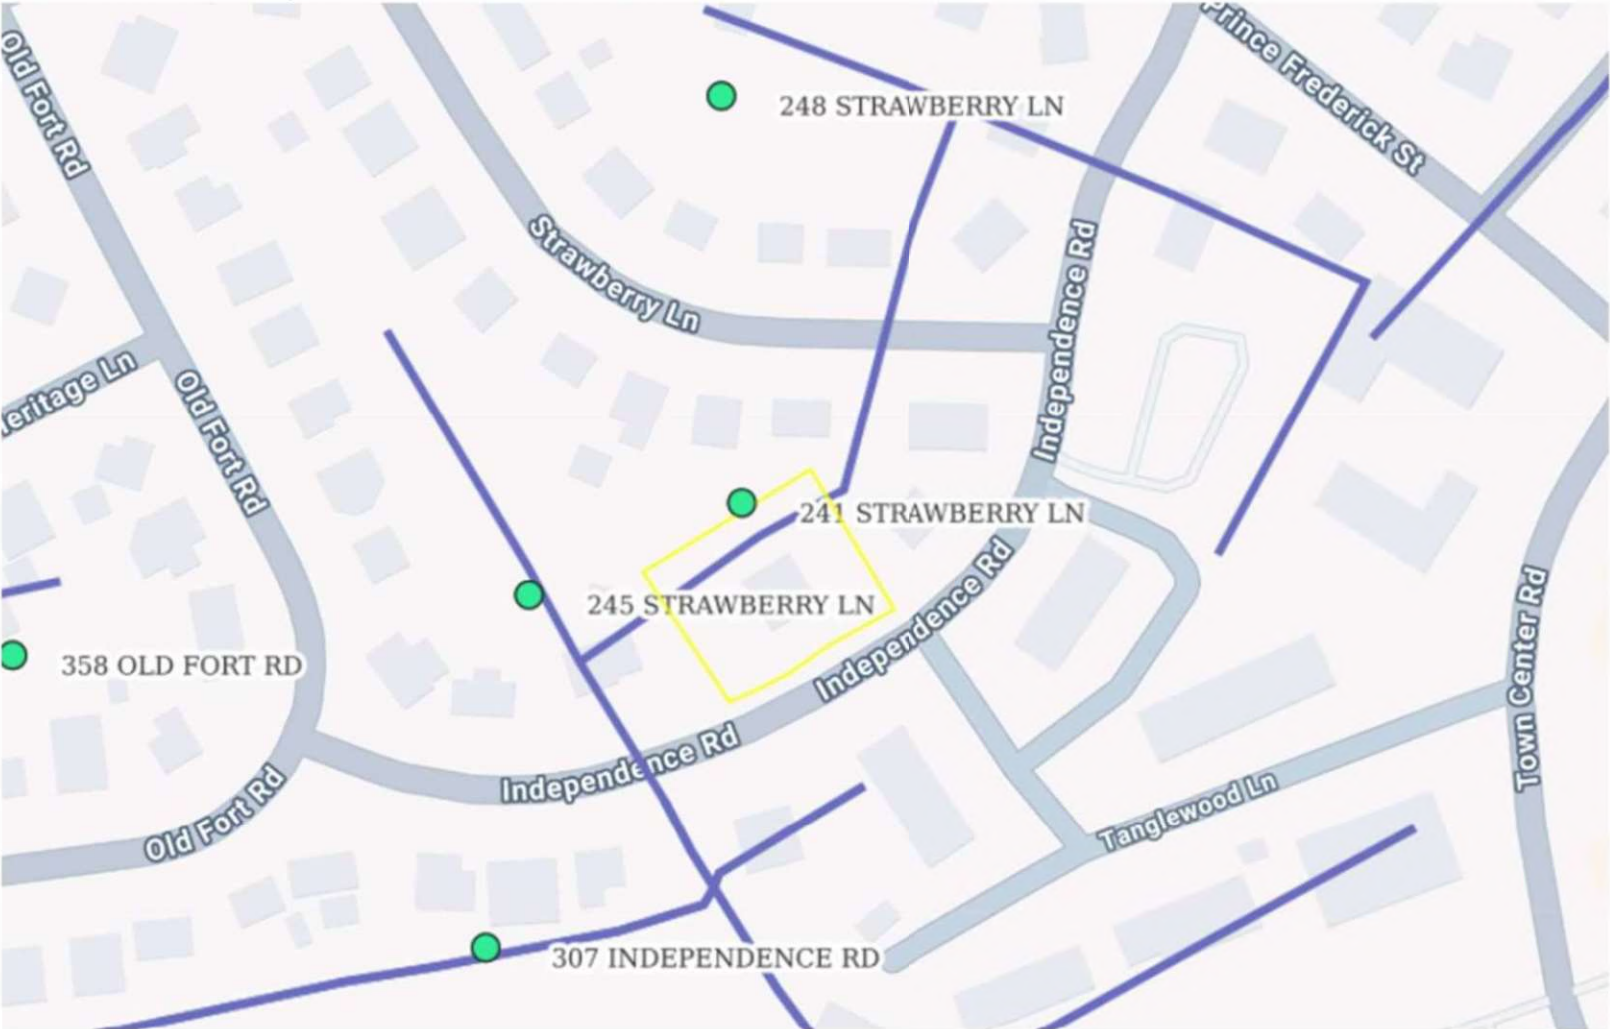 Old Fort Rd
Prince Frederick St
248 STRAWBERRY LN
Strawberry Ln
Independence Rd
eritage Ln
Old Fort Rd
241 STRAWBERRY LN
Independence Rd
245 STRAWBERRY LN
358 OLD FORT RD
Town Center Rd
Independence Rd
Old Fort Rd
Tanglewood Ln
307 INDEPENDENCE RD